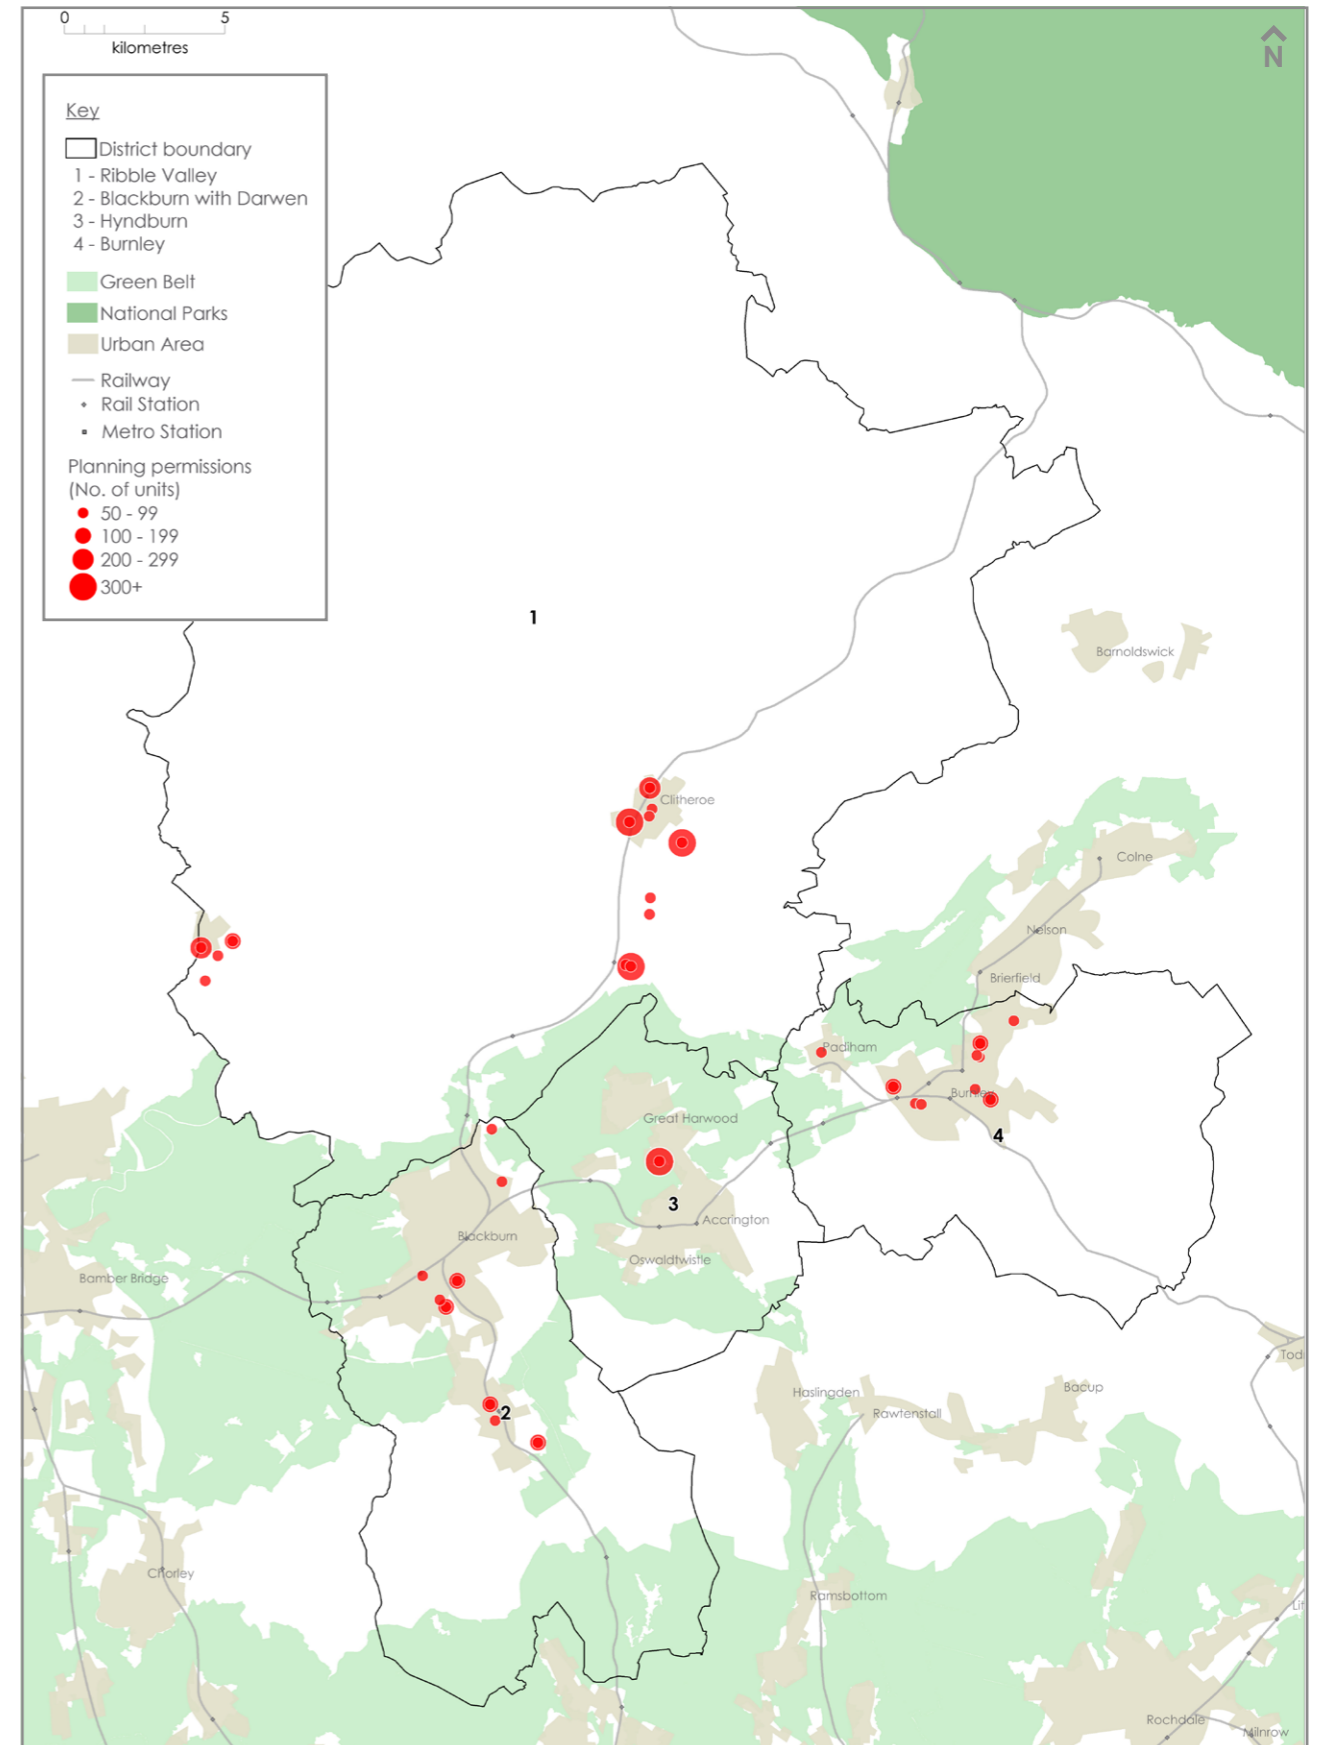 0 5
kilometres
N
Key
District boundary
1 - Ribble Valley
2 - Blackburn with Darwen
3 - Hyndburn
4 - Burnley
Green Belt
National Parks
Urban Area
Railway
Rail Station
Metro Station
Planning permissions
(No. of units)
50 - 99
100 - 199
200 - 299
300+
1
Barnoldswick
Clitheroe
Colne
Nelson
Brierfield
Padiham
Burnley
4
Great Harwood
3
Accrington
Blackburn
Oswaldtwistle
Bamber Bridge
Tod
Haslingden
Bacup
Rawtenstall
2
Chorley
Ramsbottom
Lit
Rochdale
Milnrow